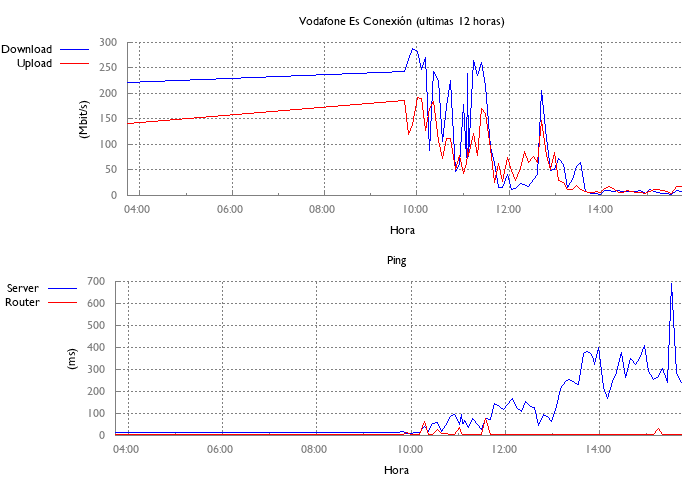 Vodafone Es Conexión (ultimas 12 horas)
Download
Upload
300
250
200
150
100
50
0
(Mbit/s)
04:00 06:00 08:00 10:00 12:00 14:00
Hora
Ping
Server
Router
700
600
500
400
300
200
100
0
(ms)
04:00 06:00 08:00 10:00 12:00 14:00
Hora